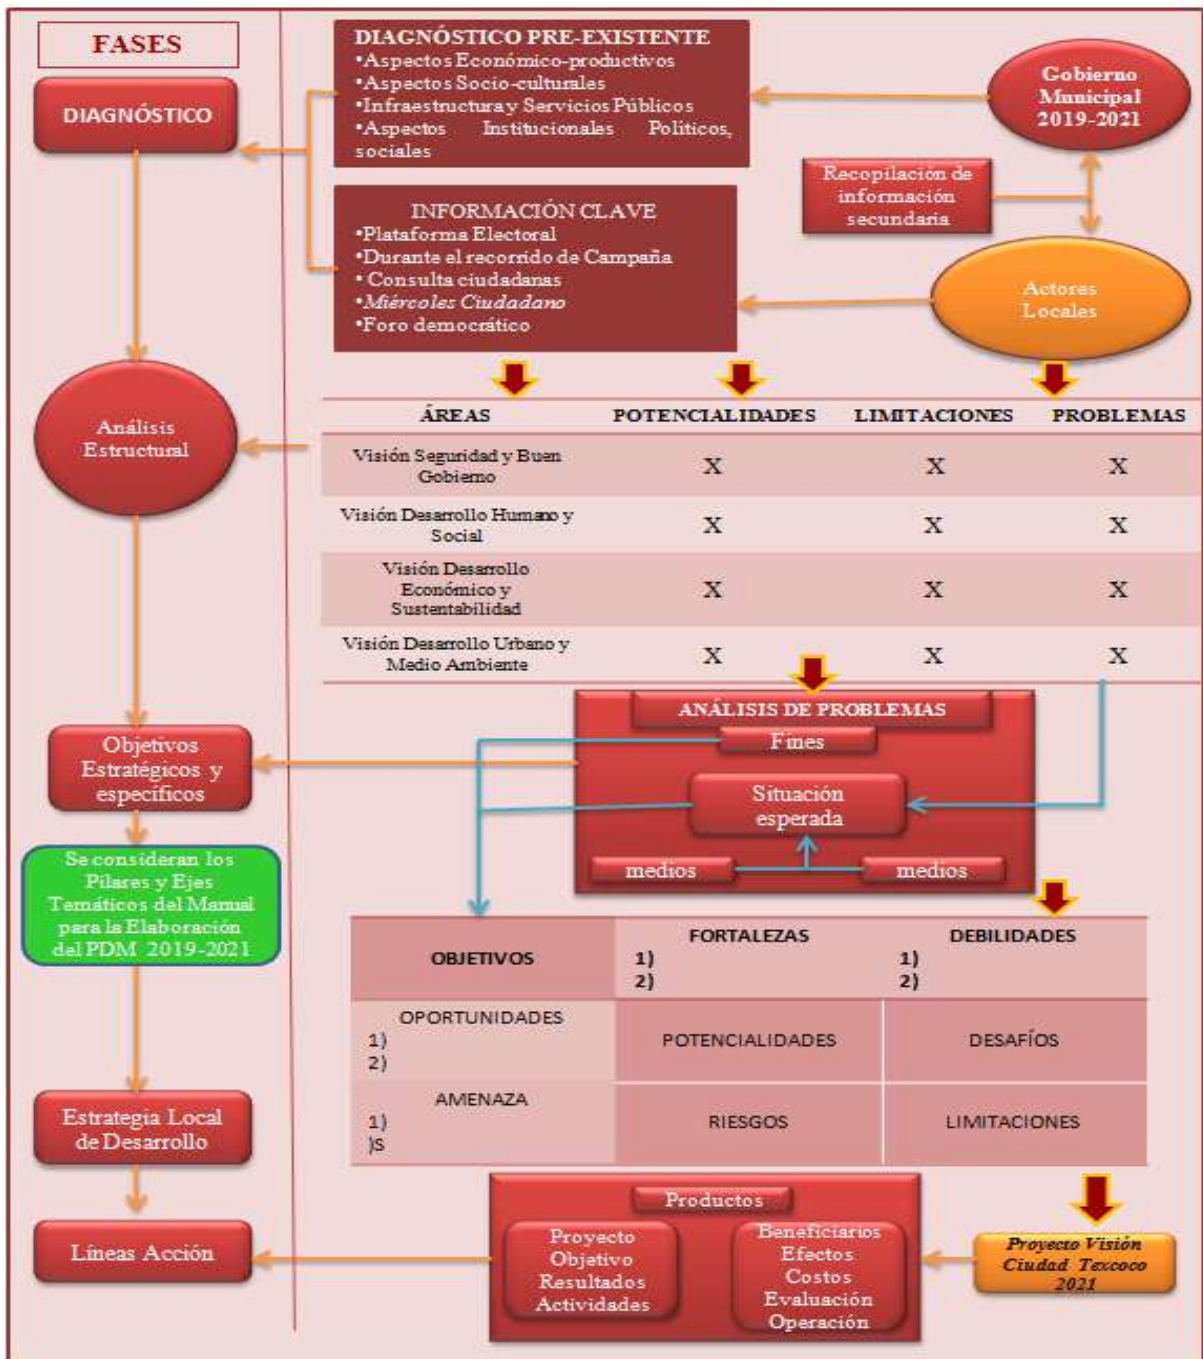 FASES
DIAGNÓSTICO
DIAGNÓSTICO PRE-EXISTENTE
•Aspectos Económico-productivos
•Aspectos Socio-culturales
•Infraestructura y Servicios Públicos
•Aspectos Institucionales Políticos,
sociales
Gobierno
Municipal
2019-2021
Recopilación de
información
secundaria
INFORMACIÓN CLAVE
•Plataforma Electoral
•Durante el recorrido de Campaña
• Consulta ciudadanas
•Miércoles Ciudadano
•Foro democrático
Actores
Locales
Análisis
Estructural
ÁREAS POTENCIALIDADES LIMITACIONES PROBLEMAS
Visión Seguridad y Buen
Gobierno
X X X
Visión Desarrollo Humano y
Social
X X X
Visión Desarrollo
Económico y
Sustentabilidad
X X X
Visión Desarrollo Urbano y
Medio Ambiente
X X X
Objetivos
Estratégicos y
específicos
ANÁLISIS DE PROBLEMAS
Fines
Situación
esperada
medios medios
Se consideran los
Pilares y Ejes
Temáticos del Manual
para la Elaboración
del PDM 2019-2021
OBJETIVOS
FORTALEZAS
1)
2)
DEBILIDADES
1)
2)
OPORTUNIDADES
1)
2)
POTENCIALIDADES
DESAFÍOS
AMENAZA
1)
)S
RIESGOS
LIMITACIONES
Estrategia Local
de Desarrollo
Líneas Acción
Productos
Proyecto
Objetivo
Resultados
Actividades
Beneficiarios
Efectos
Costos
Evaluación
Operación
Proyecto Visión
Ciudad Texcoco
2021